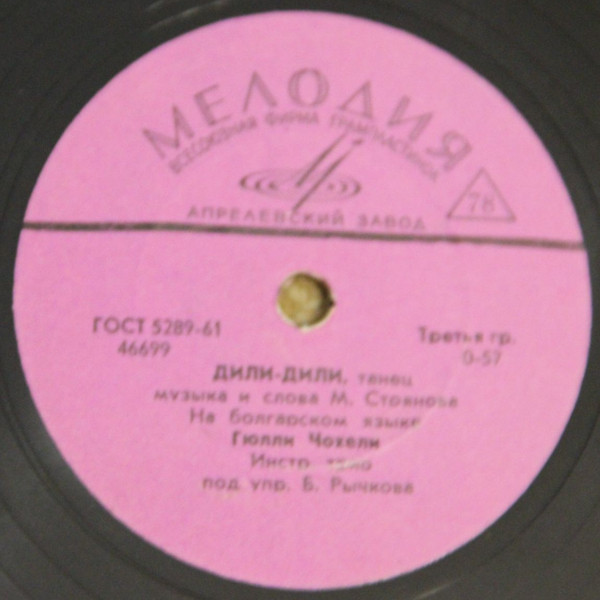 МЕЛОДИЯ
ВСЕСОЮЗНАЯ ФИРМА ГРАМПЛАСТИНОК
АПРЕЛЕВСКИЙ ЗАВОД
78
ГОСТ 5289-61
46699
Третья гр.
0-57
ДИЛИ-ДИЛИ, танец
музыка и слова М. Стоянова
На болгарском языке
Гюлли Чохели
Инстр.
под упр. Б. Рычкова